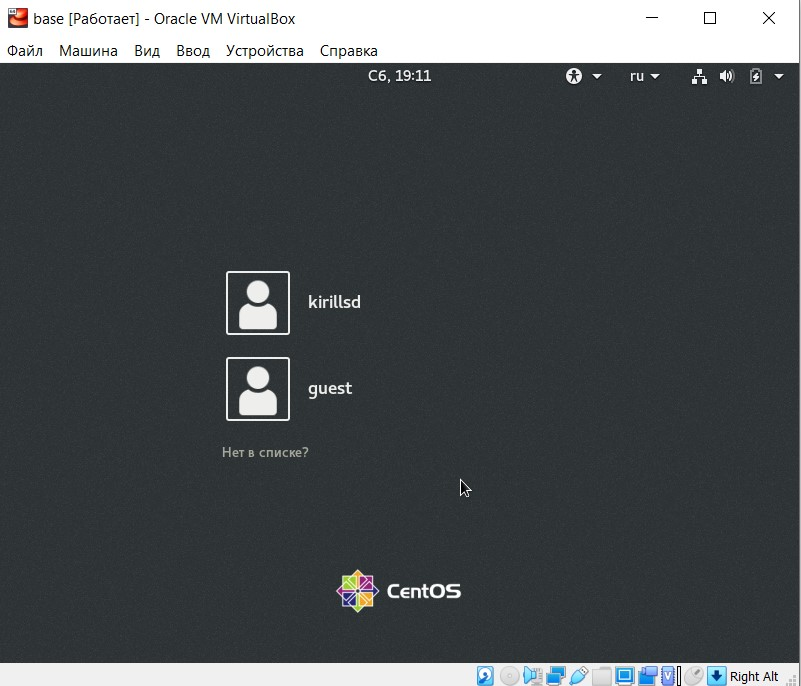 base [Работает] - Oracle VM VirtualBox
Файл Машина Вид Ввод Устройства Справка
Сб, 19:11 ru
kirillsd
guest
Нет в списке?
CentOS
Right Alt